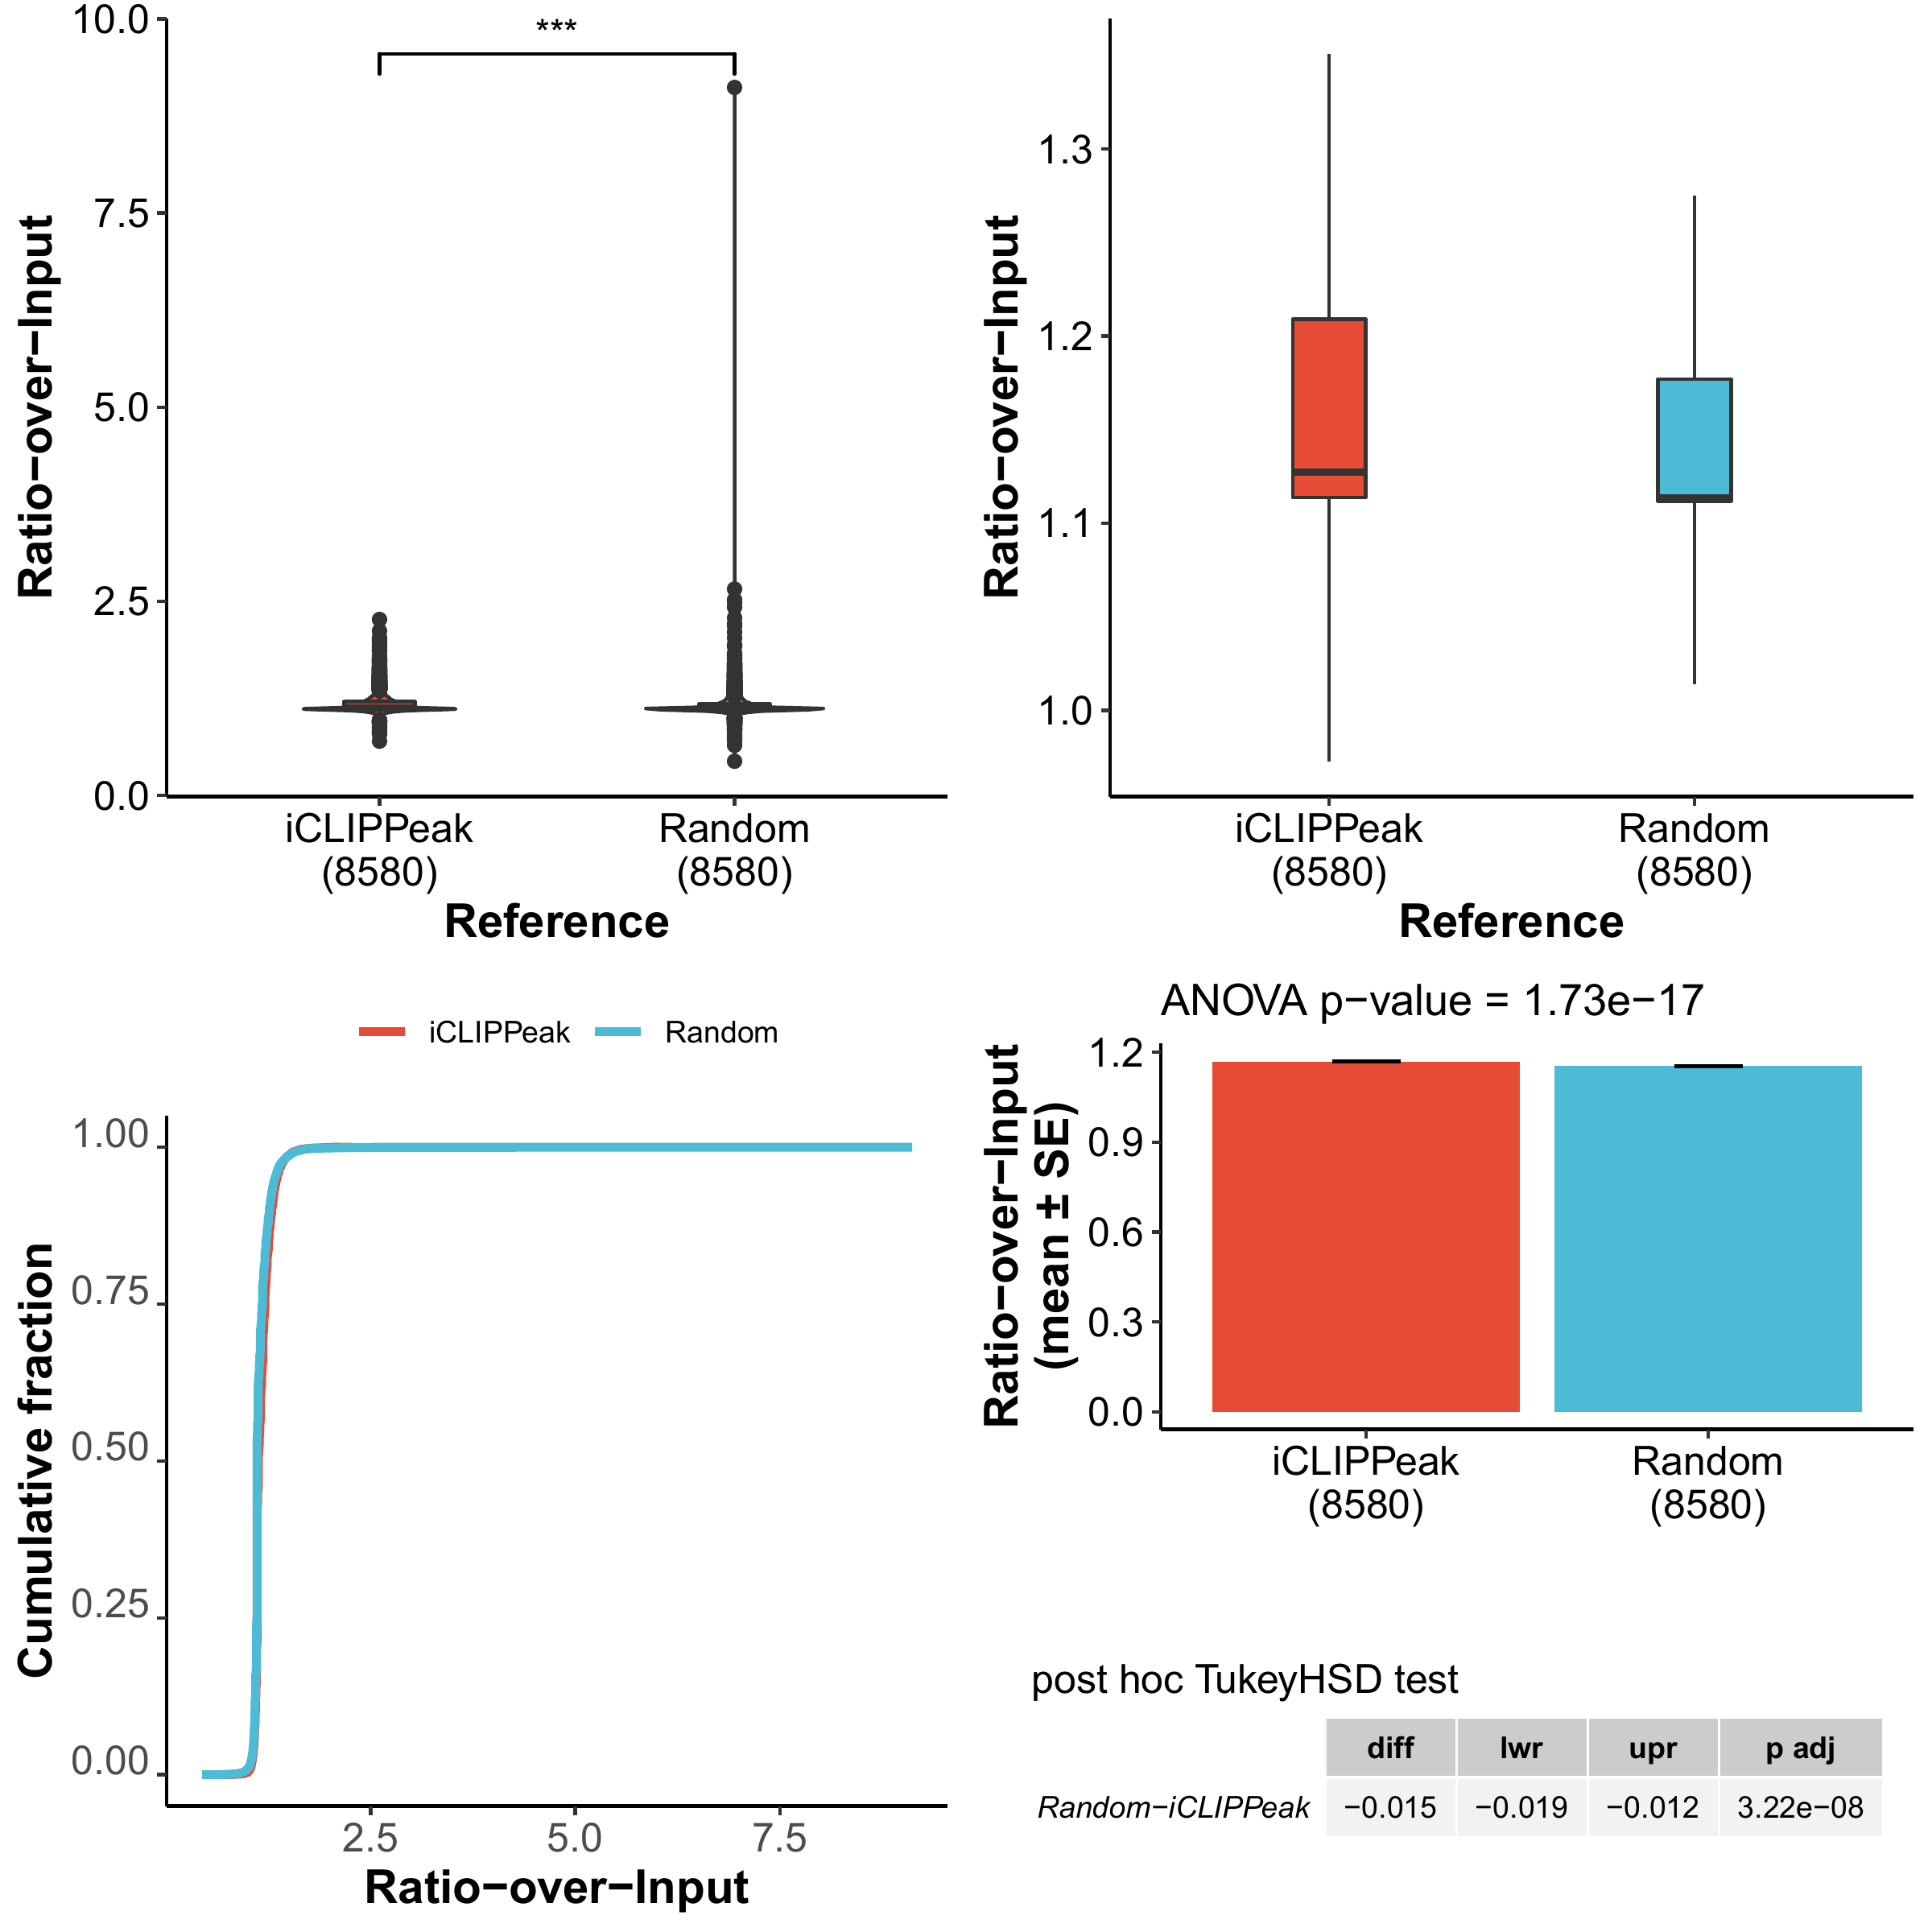 10.0
7.5
5.0
2.5
0.0
Ratio−over−Input
***
iCLIPPeak
(8580)
Random
(8580)
Reference
1.3
1.2
1.1
1.0
Ratio−over−Input
iCLIPPeak
(8580)
Random
(8580)
Reference
iCLIPPeak Random
1.00
0.75
0.50
0.25
0.00
Cumulative fraction
2.5 5.0 7.5
Ratio−over−Input
ANOVA p−value = 1.73e−17
1.2
0.9
0.6
0.3
0.0
Ratio−over−Input
(mean ± SE)
iCLIPPeak
(8580)
Random
(8580)
post hoc TukeyHSD test
diff lwr upr p adj
Random−iCLIPPeak −0.015 −0.019 −0.012 3.22e−08